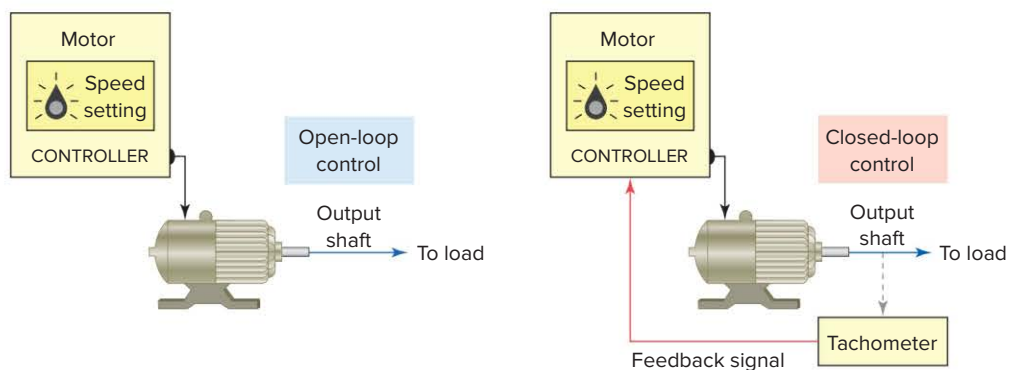 Motor
Speed
setting
CONTROLLER
Open-loop
control
Output
shaft
To load
Motor
Speed
setting
CONTROLLER
Closed-loop
control
Output
shaft
To load
Tachometer
Feedback signal